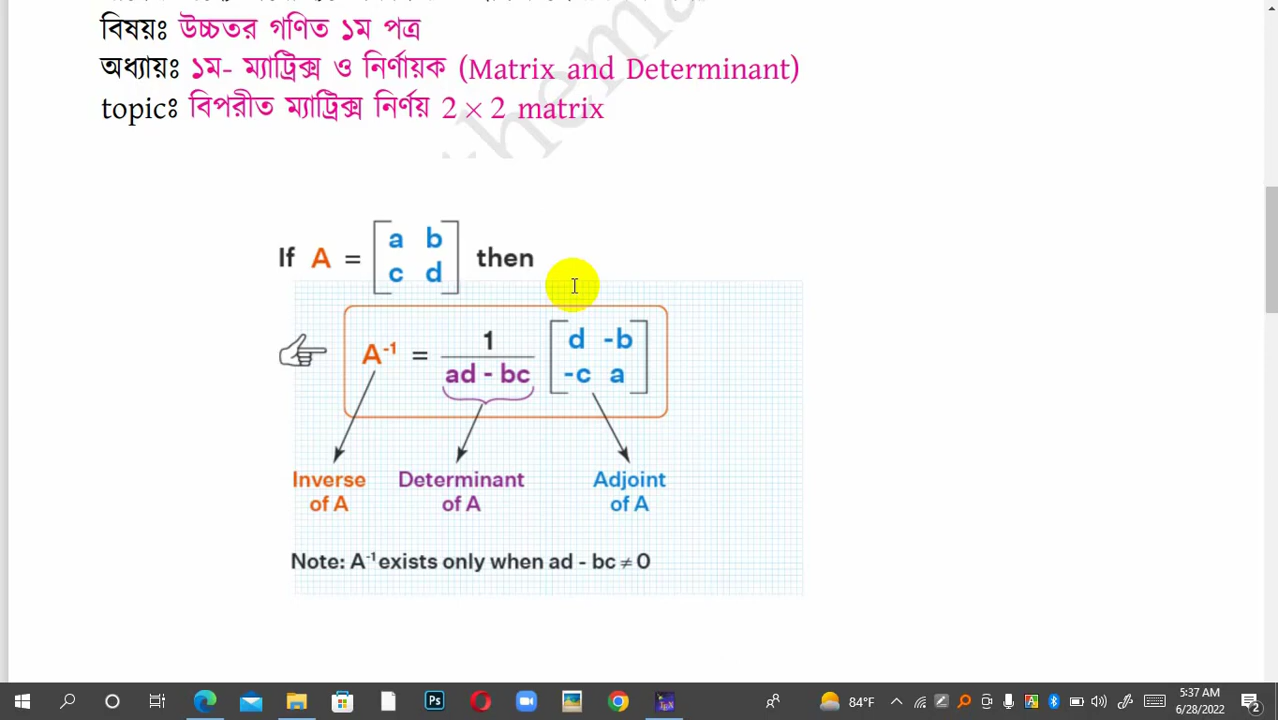 বিষয়ঃ উচ্চতর গণিত ১ম পত্র
অধ্যায়ঃ ১ম- ম্যাট্রিক্স ও নির্ণায়ক (Matrix and Determinant)
topicঃ বিপরীত ম্যাট্রিক্স নির্ণয় 2 × 2 matrix
If A = [a b
c d] then
A⁻¹ = 1/(ad - bc) [d -b
-c a]
Inverse of A
Determinant of A
Adjoint of A
Note: A⁻¹ exists only when ad - bc ≠ 0
84°F
5:37 AM
6/28/2022